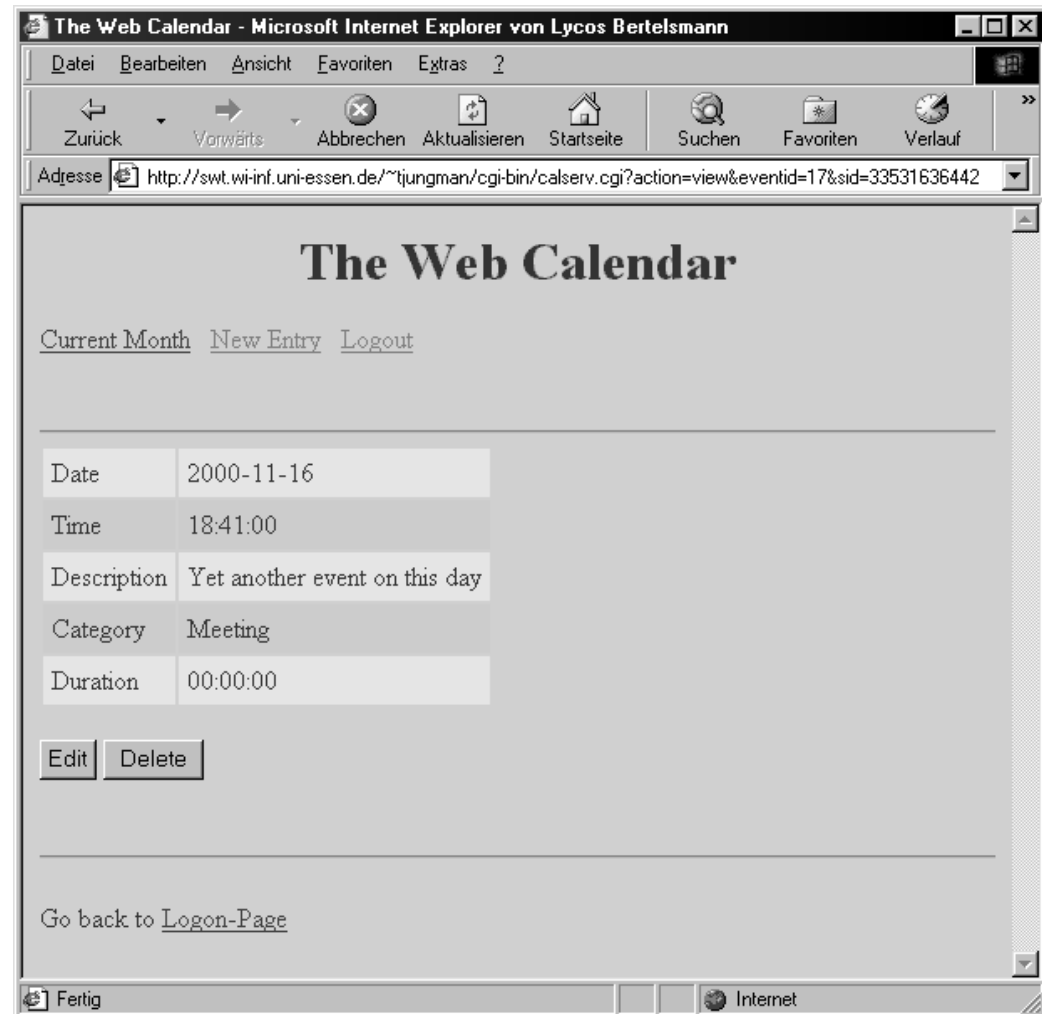 The Web Calendar - Microsoft Internet Explorer von Lycos Bertelsmann
Datei Bearbeiten Ansicht Favoriten Extras ?
Zurück Vorwärts Abbrechen Aktualisieren Startseite Suchen Favoriten Verlauf »
Adresse http://swt.wi-inf.uni-essen.de/~tjungman/cgi-bin/calserv.cgi?action=view&eventid=17&sid=33531636442
The Web Calendar
Current Month New Entry Logout
Date 2000-11-16
Time 18:41:00
Description Yet another event on this day
Category Meeting
Duration 00:00:00
Edit Delete
Go back to Logon-Page
Fertig Internet